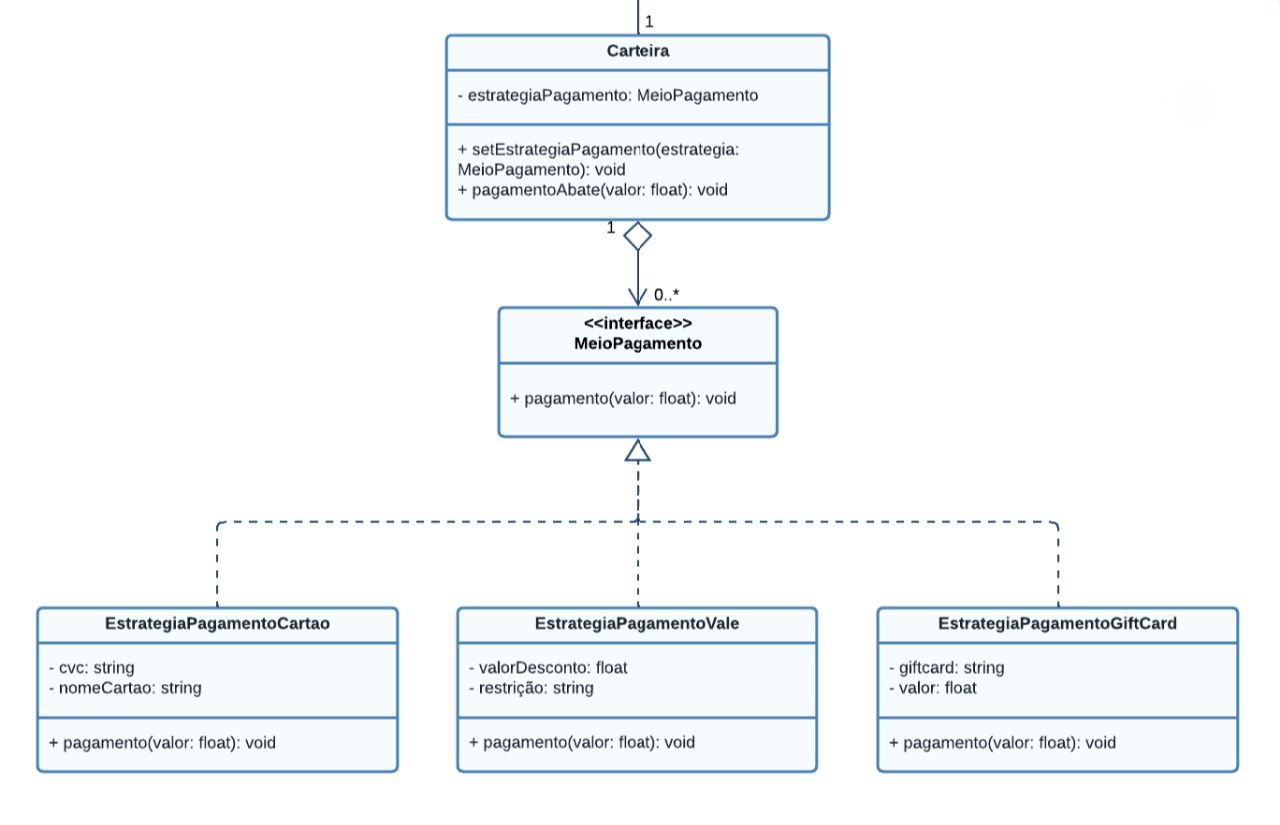 1
Carteira
- estrategiaPagamento: MeioPagamento
+ setEstrategiaPagamento(estrategia:
MeioPagamento): void
+ pagamentoAbate(valor: float): void
1
0..*
<<interface>>
MeioPagamento
+ pagamento(valor: float): void
EstrategiaPagamentoCartao
- cvc: string
- nomeCartao: string
+ pagamento(valor: float): void
EstrategiaPagamentoVale
- valorDesconto: float
- restrição: string
+ pagamento(valor: float): void
EstrategiaPagamentoGiftCard
- giftcard: string
- valor: float
+ pagamento(valor: float): void